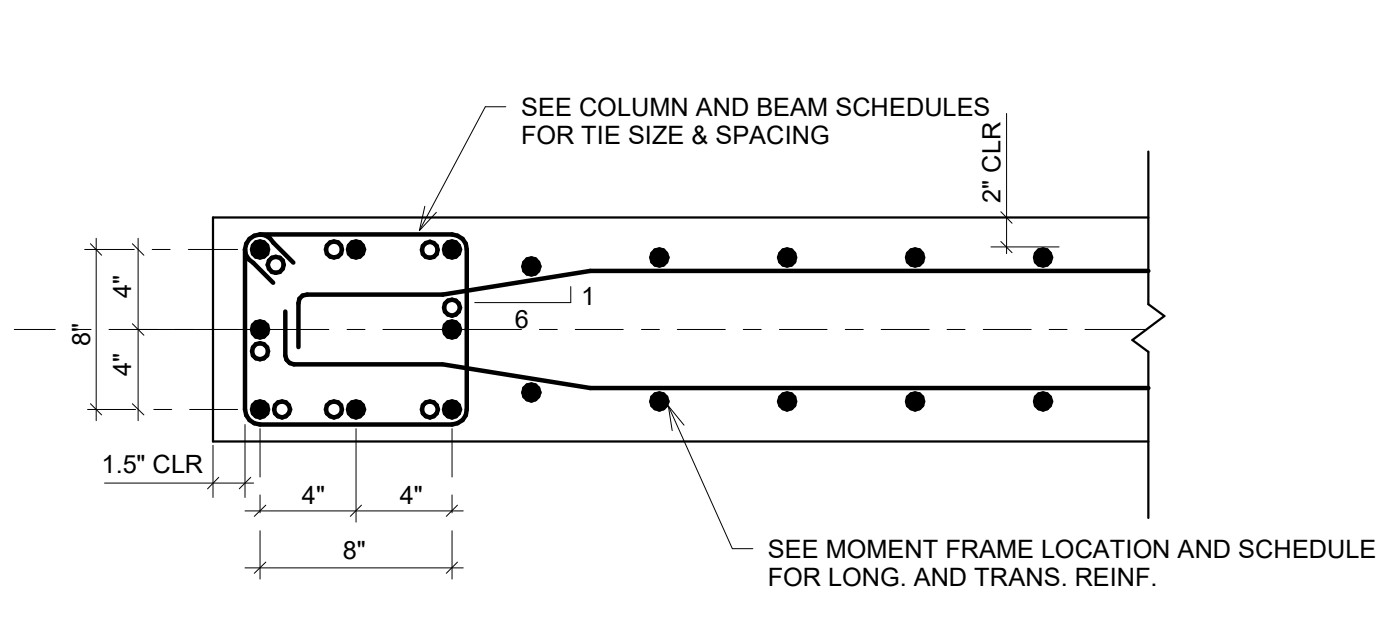 SEE COLUMN AND BEAM SCHEDULES
FOR TIE SIZE & SPACING
2" CLR
4"
8"
4"
1
6
1.5" CLR
4"
4"
8"
SEE MOMENT FRAME LOCATION AND SCHEDULE
FOR LONG. AND TRANS. REINF.